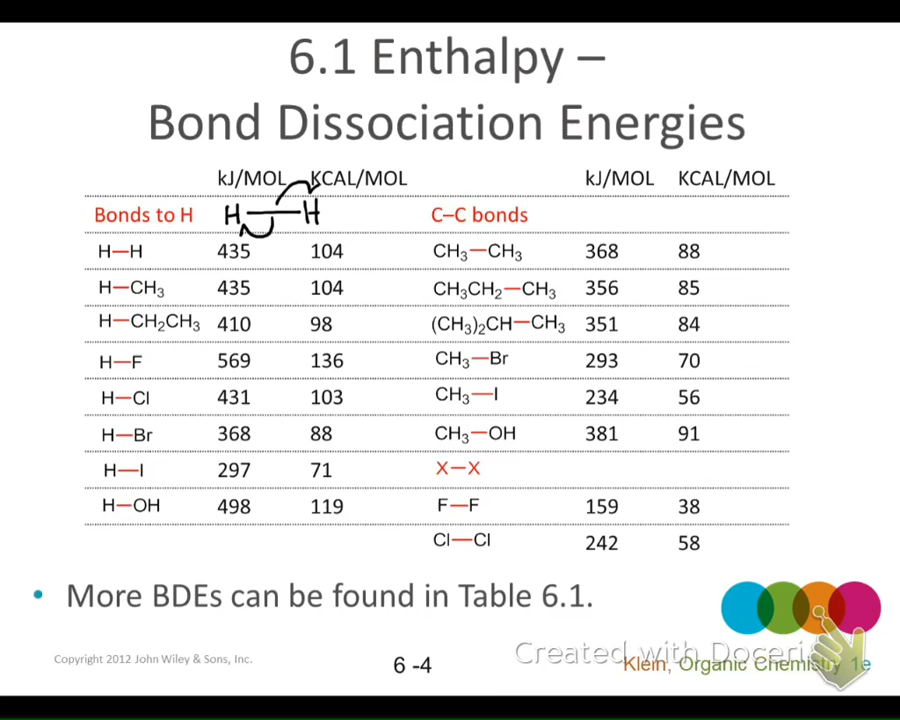 6.1 Enthalpy –
Bond Dissociation Energies
kJ/MOL KCAL/MOL kJ/MOL KCAL/MOL
Bonds to H H—H C–C bonds
H—H 435 104 CH₃—CH₃ 368 88
H—CH₃ 435 104 CH₃CH₂—CH₃ 356 85
H—CH₂CH₃ 410 98 (CH₃)₂CH—CH₃ 351 84
H—F 569 136 CH₃—Br 293 70
H—Cl 431 103 CH₃—I 234 56
H—Br 368 88 CH₃—OH 381 91
H—I 297 71 X—X
H—OH 498 119 F—F 159 38
Cl—Cl 242 58
• More BDEs can be found in Table 6.1.
Copyright 2012 John Wiley & Sons, Inc. 6 -4 Klein, Organic Chemistry 1e
Created with Doceri